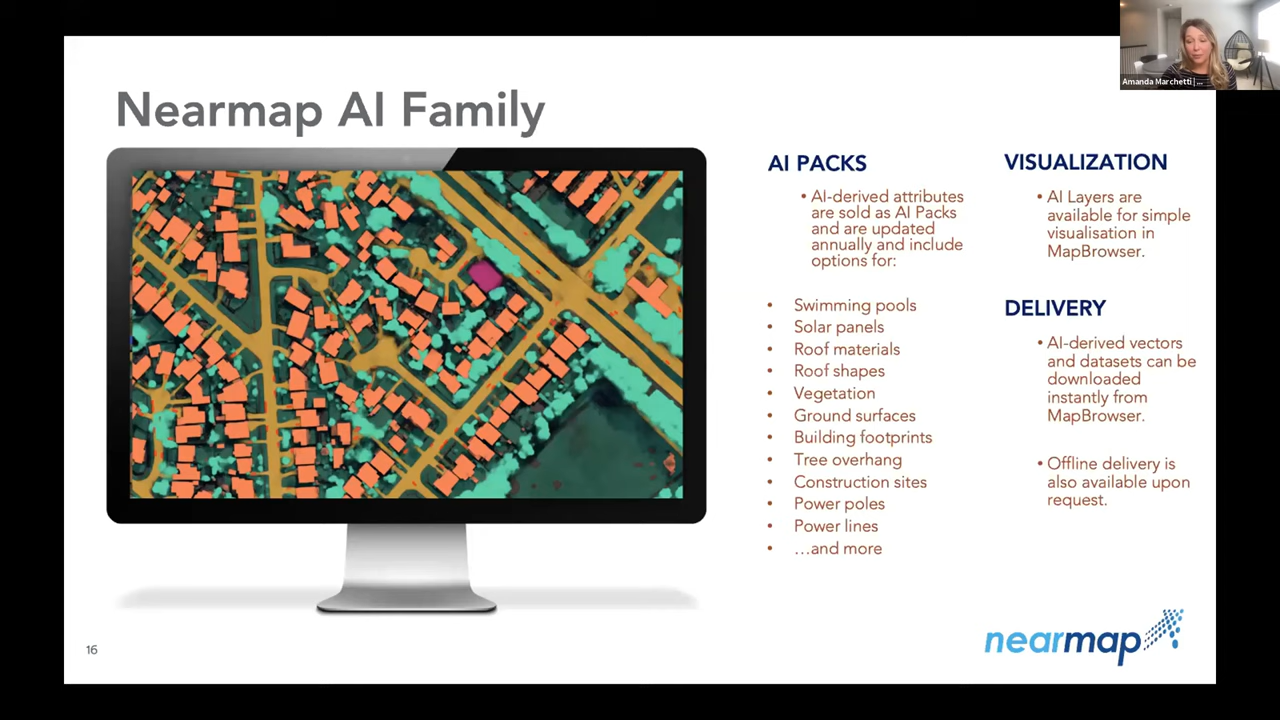 Amanda Marchetti | ...
Nearmap AI Family
AI PACKS
• AI-derived attributes
are sold as AI Packs
and are updated
annually and include
options for:
• Swimming pools
• Solar panels
• Roof materials
• Roof shapes
• Vegetation
• Ground surfaces
• Building footprints
• Tree overhang
• Construction sites
• Power poles
• Power lines
• …and more
VISUALIZATION
• AI Layers are
available for simple
visualisation in
MapBrowser.
DELIVERY
• AI-derived vectors
and datasets can be
downloaded
instantly from
MapBrowser.
• Offline delivery is
also available upon
request.
16
nearmap